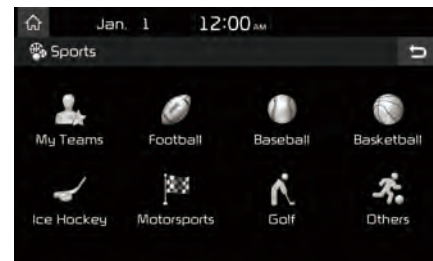 Jan. 1 12:00 AM
Sports
My Teams Football Baseball Basketball
Ice Hockey Motorsports Golf Others